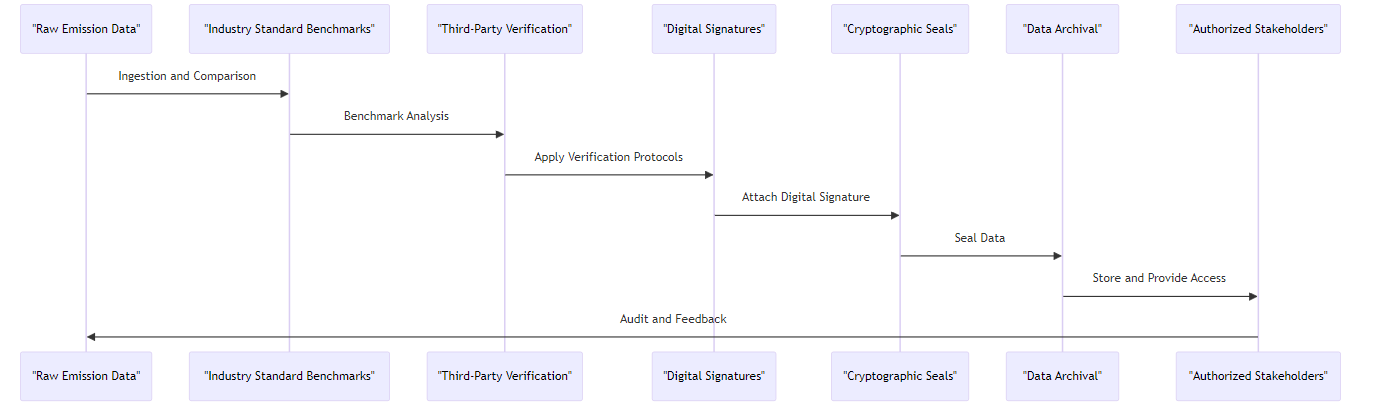 "Raw Emission Data"
"Industry Standard Benchmarks"
"Third-Party Verification"
"Digital Signatures"
"Cryptographic Seals"
"Data Archival"
"Authorized Stakeholders"
Ingestion and Comparison
Benchmark Analysis
Apply Verification Protocols
Attach Digital Signature
Seal Data
Store and Provide Access
Audit and Feedback
"Raw Emission Data"
"Industry Standard Benchmarks"
"Third-Party Verification"
"Digital Signatures"
"Cryptographic Seals"
"Data Archival"
"Authorized Stakeholders"